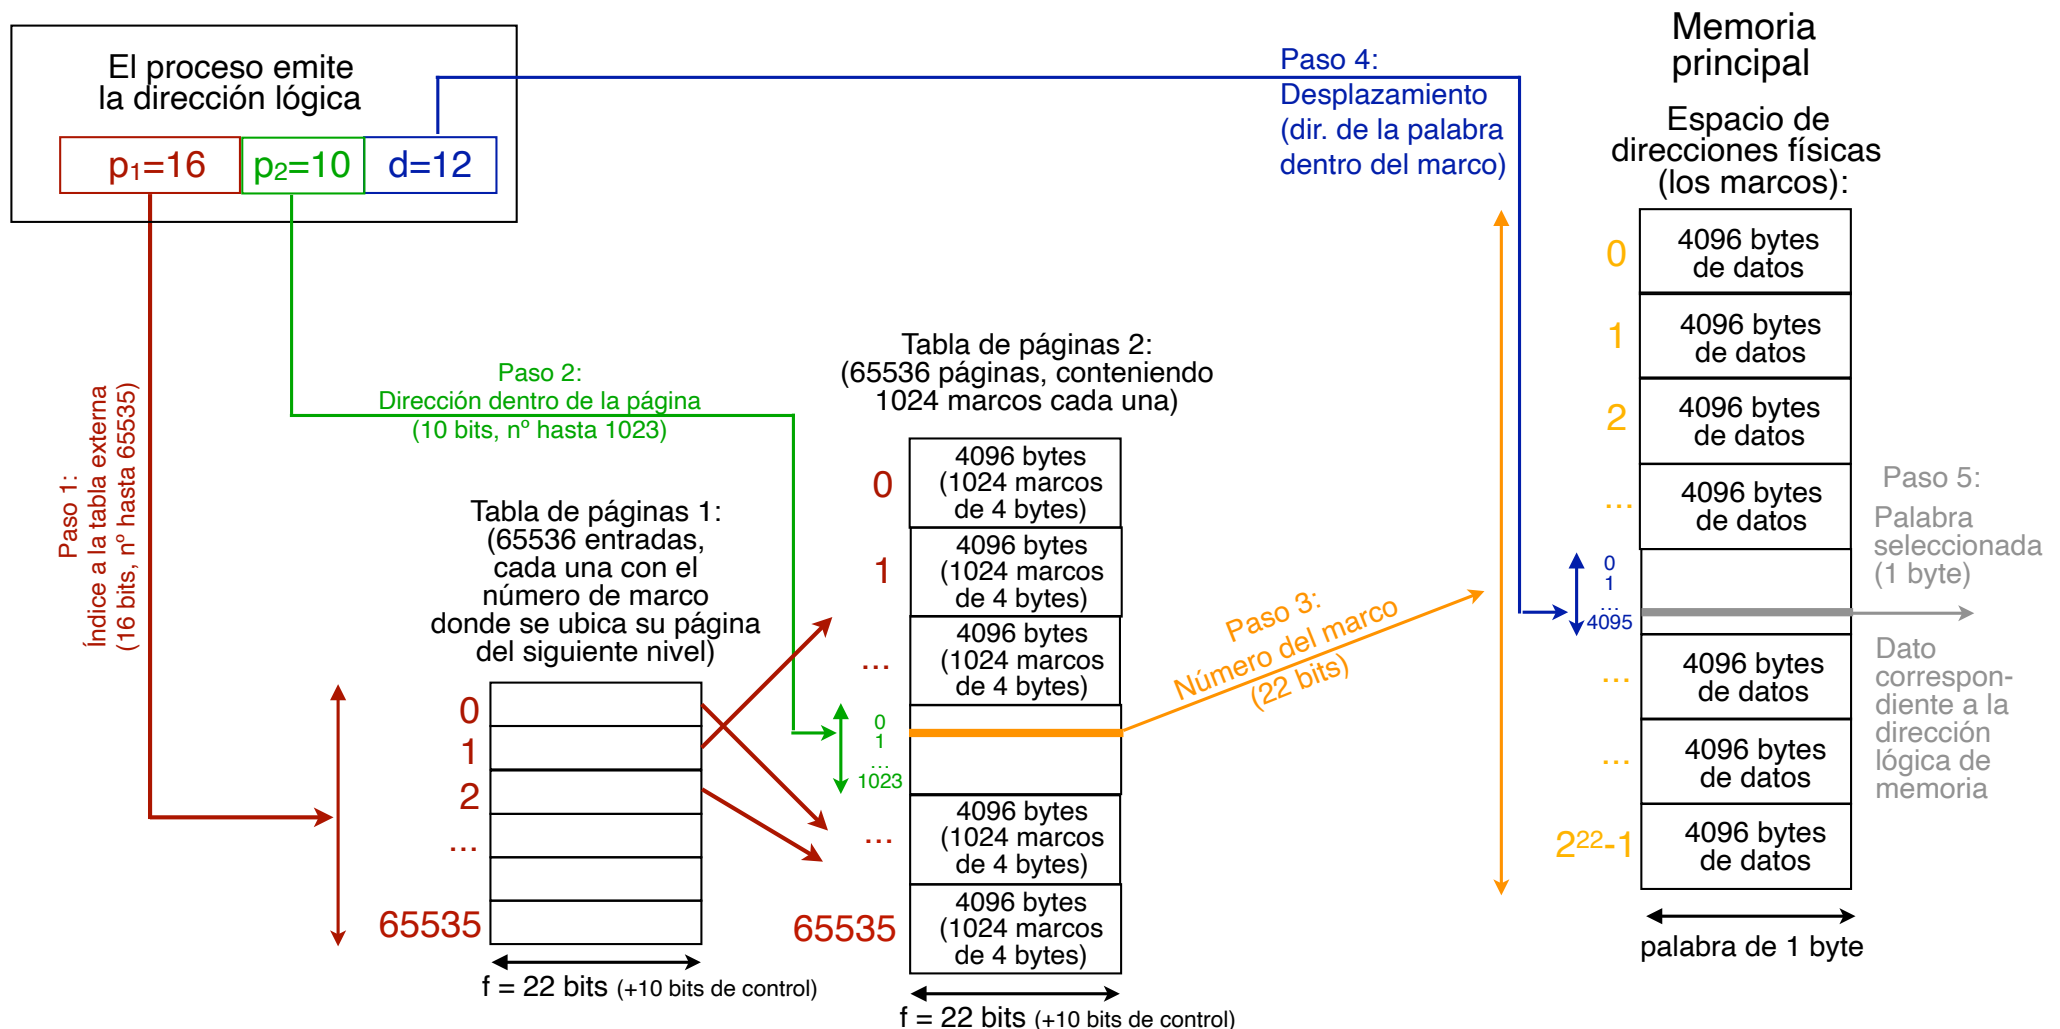 El proceso emite
la dirección lógica
p1=16
p2=10
d=12
Paso 1:
Índice a la tabla externa
(16 bits, nº hasta 65535)
Paso 2:
Dirección dentro de la página
(10 bits, nº hasta 1023)
Tabla de páginas 1:
(65536 entradas,
cada una con el
número de marco
donde se ubica su página
del siguiente nivel)
0
1
2
...
65535
f = 22 bits (+10 bits de control)
Tabla de páginas 2:
(65536 páginas, conteniendo
1024 marcos cada una)
0
4096 bytes
(1024 marcos
de 4 bytes)
1
4096 bytes
(1024 marcos
de 4 bytes)
...
4096 bytes
(1024 marcos
de 4 bytes)
0
1
...
1023
...
4096 bytes
(1024 marcos
de 4 bytes)
65535
4096 bytes
(1024 marcos
de 4 bytes)
f = 22 bits (+10 bits de control)
Paso 3:
Número del marco
(22 bits)
Paso 4:
Desplazamiento
(dir. de la palabra
dentro del marco)
Memoria
principal
Espacio de
direcciones físicas
(los marcos):
0
4096 bytes
de datos
1
4096 bytes
de datos
2
4096 bytes
de datos
...
4096 bytes
de datos
0
1
...
4095
...
4096 bytes
de datos
...
4096 bytes
de datos
2²²-1
4096 bytes
de datos
palabra de 1 byte
Paso 5:
Palabra
seleccionada
(1 byte)
Dato
correspon-
diente a la
dirección
lógica de
memoria